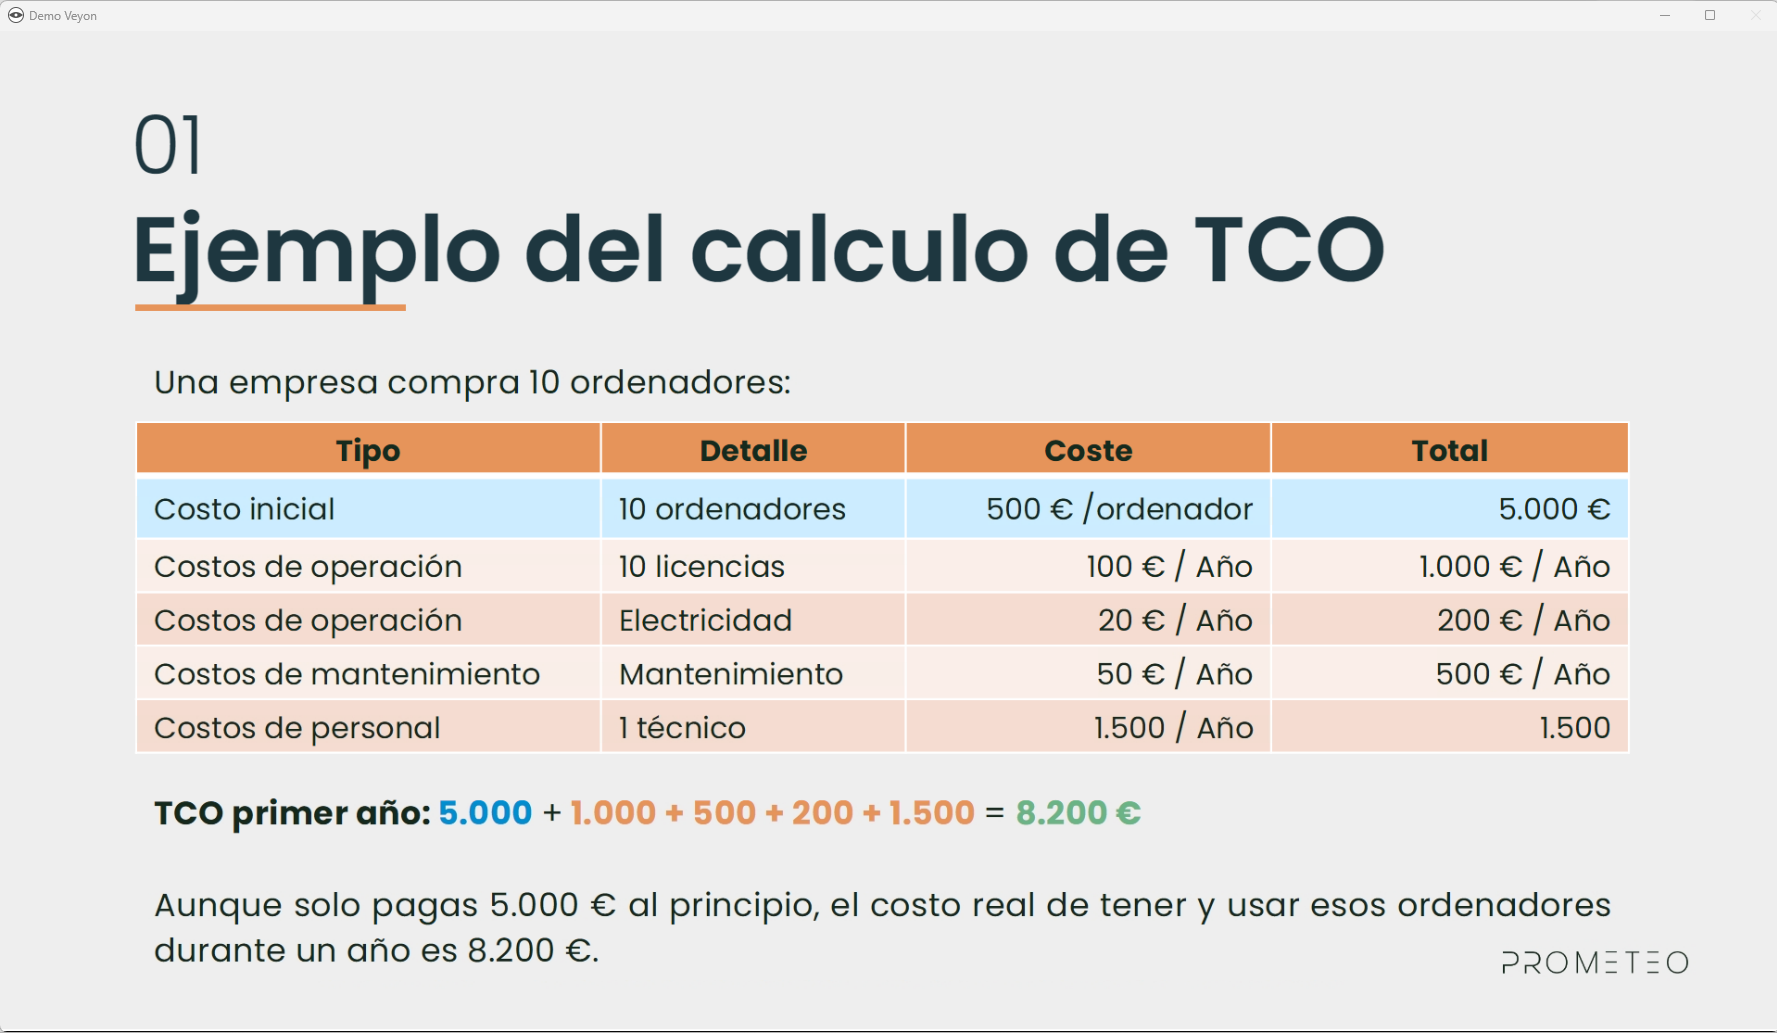 Demo Veyon
01
Ejemplo del calculo de TCO
Una empresa compra 10 ordenadores:
Tipo Detalle Coste Total
Costo inicial 10 ordenadores 500 € /ordenador 5.000 €
Costos de operación 10 licencias 100 € / Año 1.000 € / Año
Costos de operación Electricidad 20 € / Año 200 € / Año
Costos de mantenimiento Mantenimiento 50 € / Año 500 € / Año
Costos de personal 1 técnico 1.500 / Año 1.500
TCO primer año: 5.000 + 1.000 + 500 + 200 + 1.500 = 8.200 €
Aunque solo pagas 5.000 € al principio, el costo real de tener y usar esos ordenadores
durante un año es 8.200 €.
PROMETEO